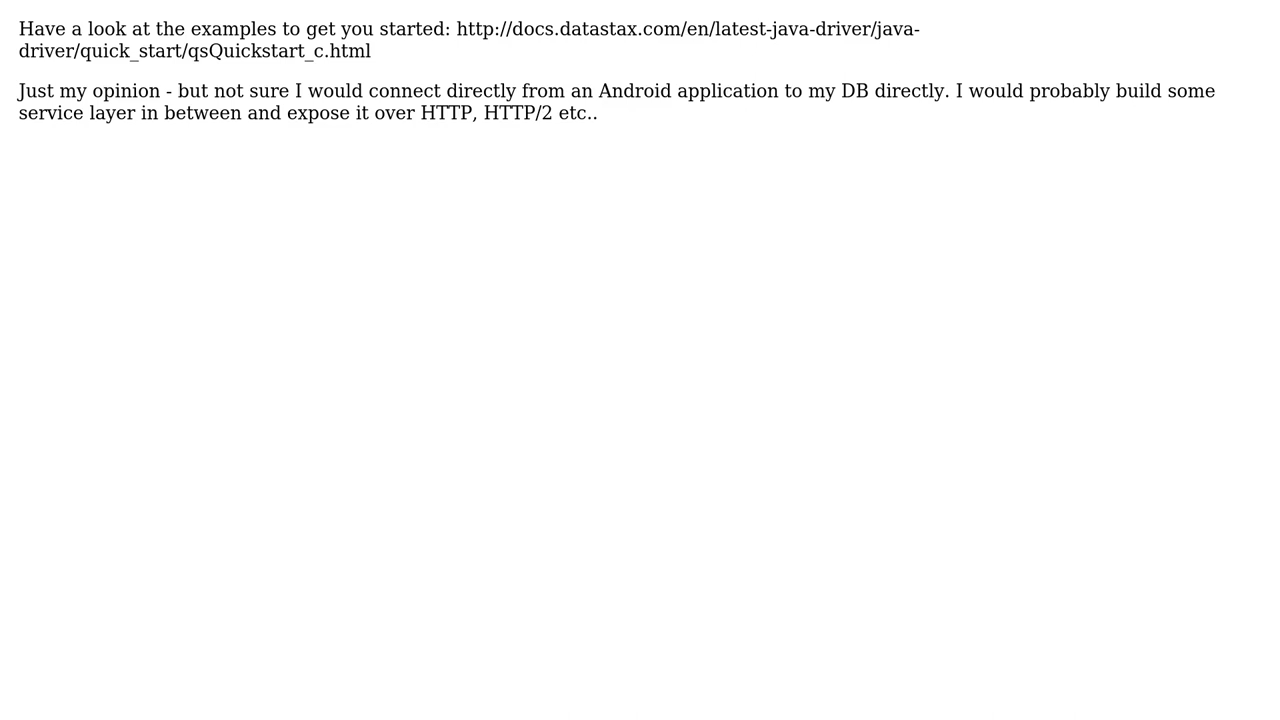 Have a look at the examples to get you started: http://docs.datastax.com/en/latest-java-driver/java-
driver/quick_start/qsQuickstart_c.html
Just my opinion - but not sure I would connect directly from an Android application to my DB directly. I would probably build some
service layer in between and expose it over HTTP, HTTP/2 etc..